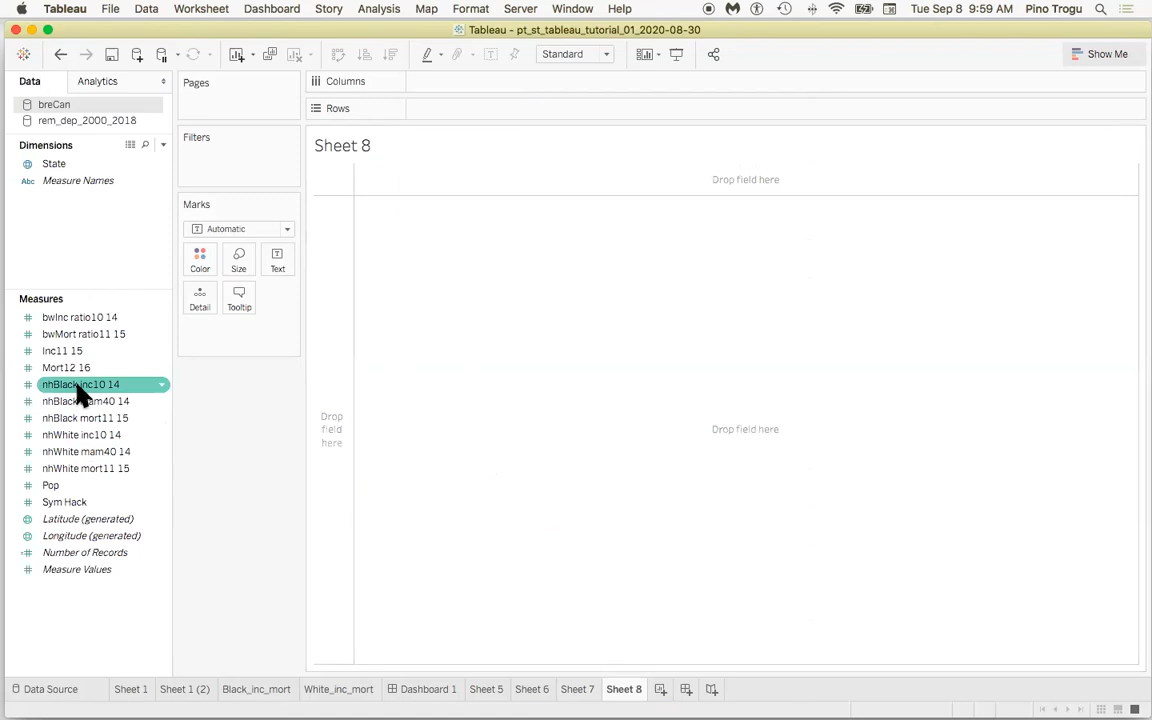 Tableau File Data Worksheet Dashboard Story Analysis Map Format Server Window Help Tue Sep 8 9:59 AM Pino Trogu
Tableau - pt_st_tableau_tutorial_01_2020-08-30
Standard Show Me
Data Analytics
Pages
Columns
breCan
rem_dep_2000_2018
Rows
Dimensions
Filters
Sheet 8
State
Abc Measure Names
Drop field here
Marks
Automatic
Color Size Text
Detail Tooltip
Measures
bwInc ratio10 14
bwMort ratio11 15
Inc11 15
Mort12 16
nhBlack inc10 14
nhBlack mam40 14
nhBlack mort11 15
nhWhite inc10 14
nhWhite mam40 14
nhWhite mort11 15
Pop
Sym Hack
Latitude (generated)
Longitude (generated)
Number of Records
Measure Values
Drop
field
here
Drop field here
Data Source Sheet 1 Sheet 1 (2) Black_inc_mort White_inc_mort Dashboard 1 Sheet 5 Sheet 6 Sheet 7 Sheet 8